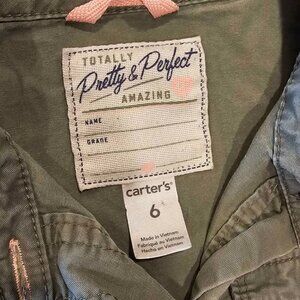 TOTALLY
Pretty & Perfect
AMAZING
NAME
GRADE
carter's
6
Made in Vietnam
Fabriqué au Vietnam
Hecho en Vietnam